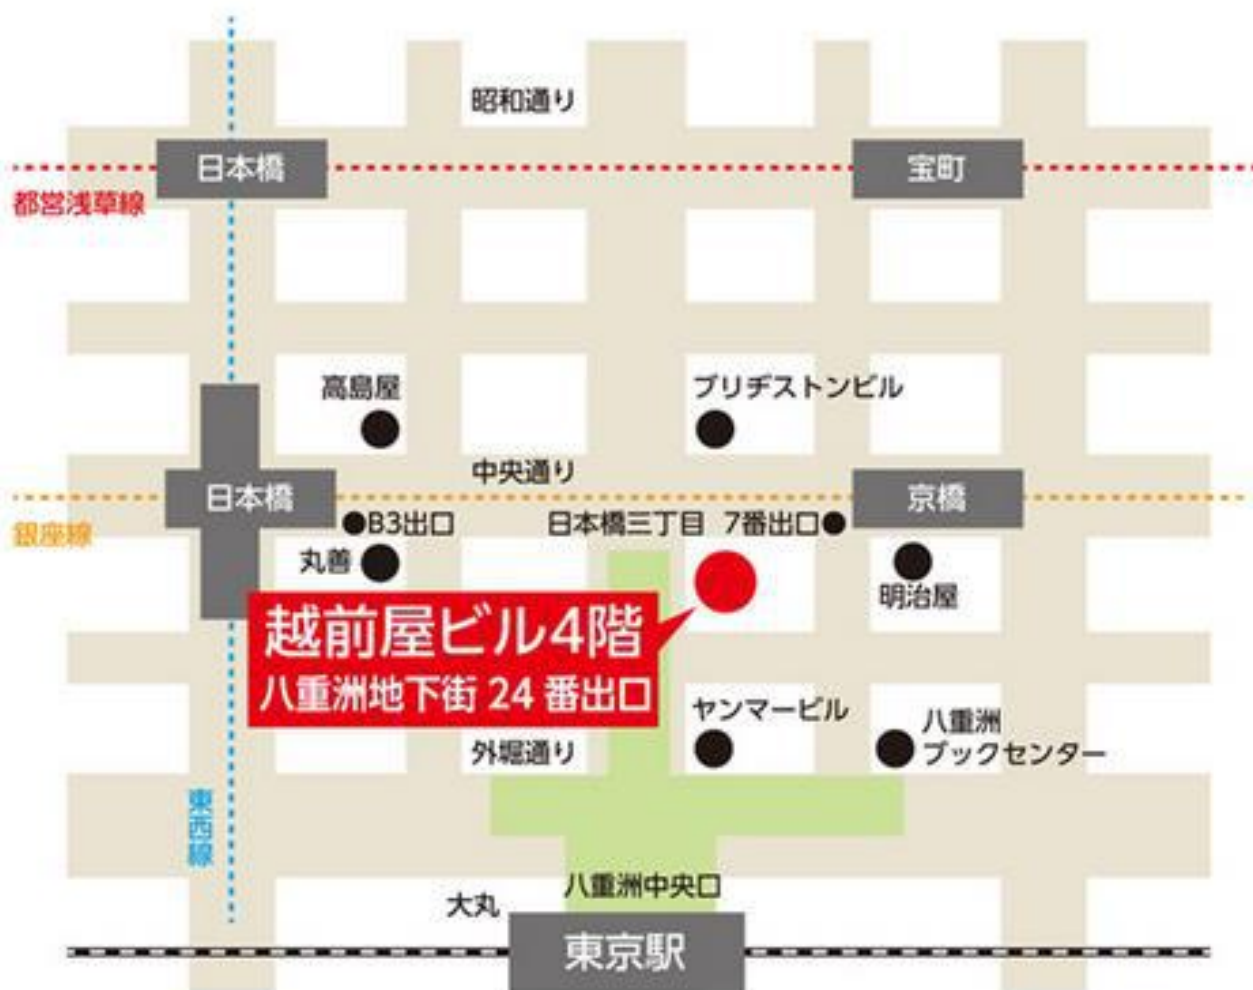 昭和通り
日本橋
宝町
都営浅草線
高島屋
ブリヂストンビル
中央通り
日本橋
京橋
銀座線
B3出口
日本橋三丁目 7番出口
丸善
明治屋
越前屋ビル4階
八重洲地下街 24 番出口
ヤンマービル
八重洲
ブックセンター
外堀通り
東西線
八重洲中央口
大丸
東京駅